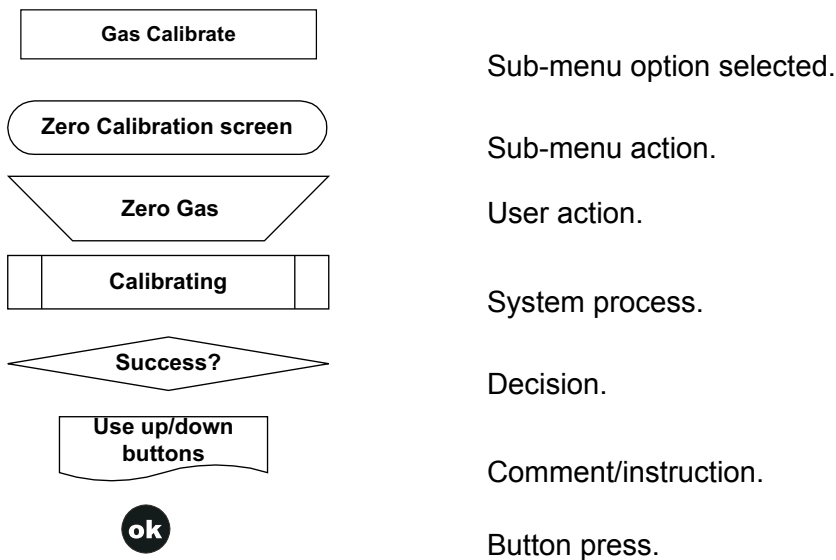 Gas Calibrate
Sub-menu option selected.
Zero Calibration screen
Sub-menu action.
Zero Gas
User action.
Calibrating
System process.
Success?
Decision.
Use up/down
buttons
Comment/instruction.
ok
Button press.